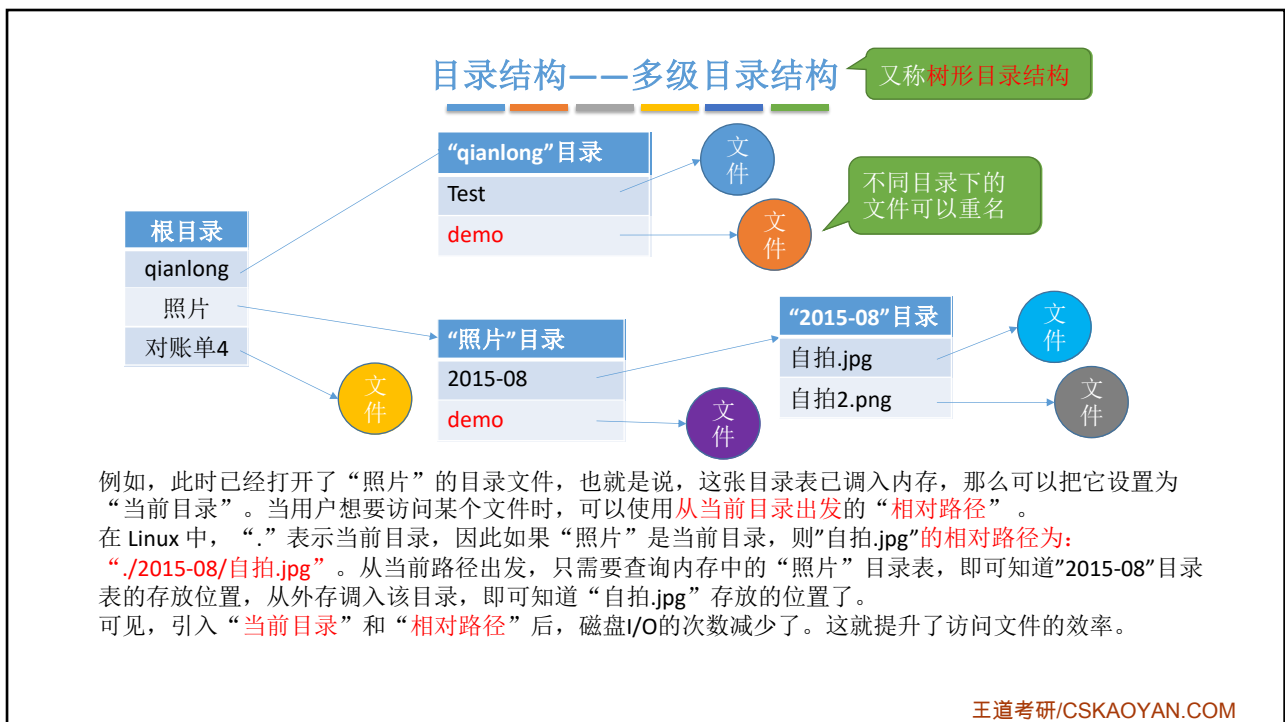 目录结构——多级目录结构
又称树形目录结构
“qianlong”目录
Test
demo
文
件
文
件
不同目录下的
文件可以重名
根目录
qianlong
照片
对账单4
文
件
“照片”目录
2015-08
demo
文
件
“2015-08”目录
自拍.jpg
自拍2.png
文
件
文
件
例如，此时已经打开了“照片”的目录文件，也就是说，这张目录表已调入内存，那么可以把它设置为
“当前目录”。当用户想要访问某个文件时，可以使用从当前目录出发的“相对路径” 。
在 Linux 中，“.”表示当前目录，因此如果“照片”是当前目录，则”自拍.jpg”的相对路径为：
“./2015-08/自拍.jpg”。从当前路径出发，只需要查询内存中的“照片”目录表，即可知道”2015-08”目录
表的存放位置，从外存调入该目录，即可知道“自拍.jpg”存放的位置了。
可见，引入“当前目录”和“相对路径”后，磁盘I/O的次数减少了。这就提升了访问文件的效率。
王道考研/CSKAOYAN.COM